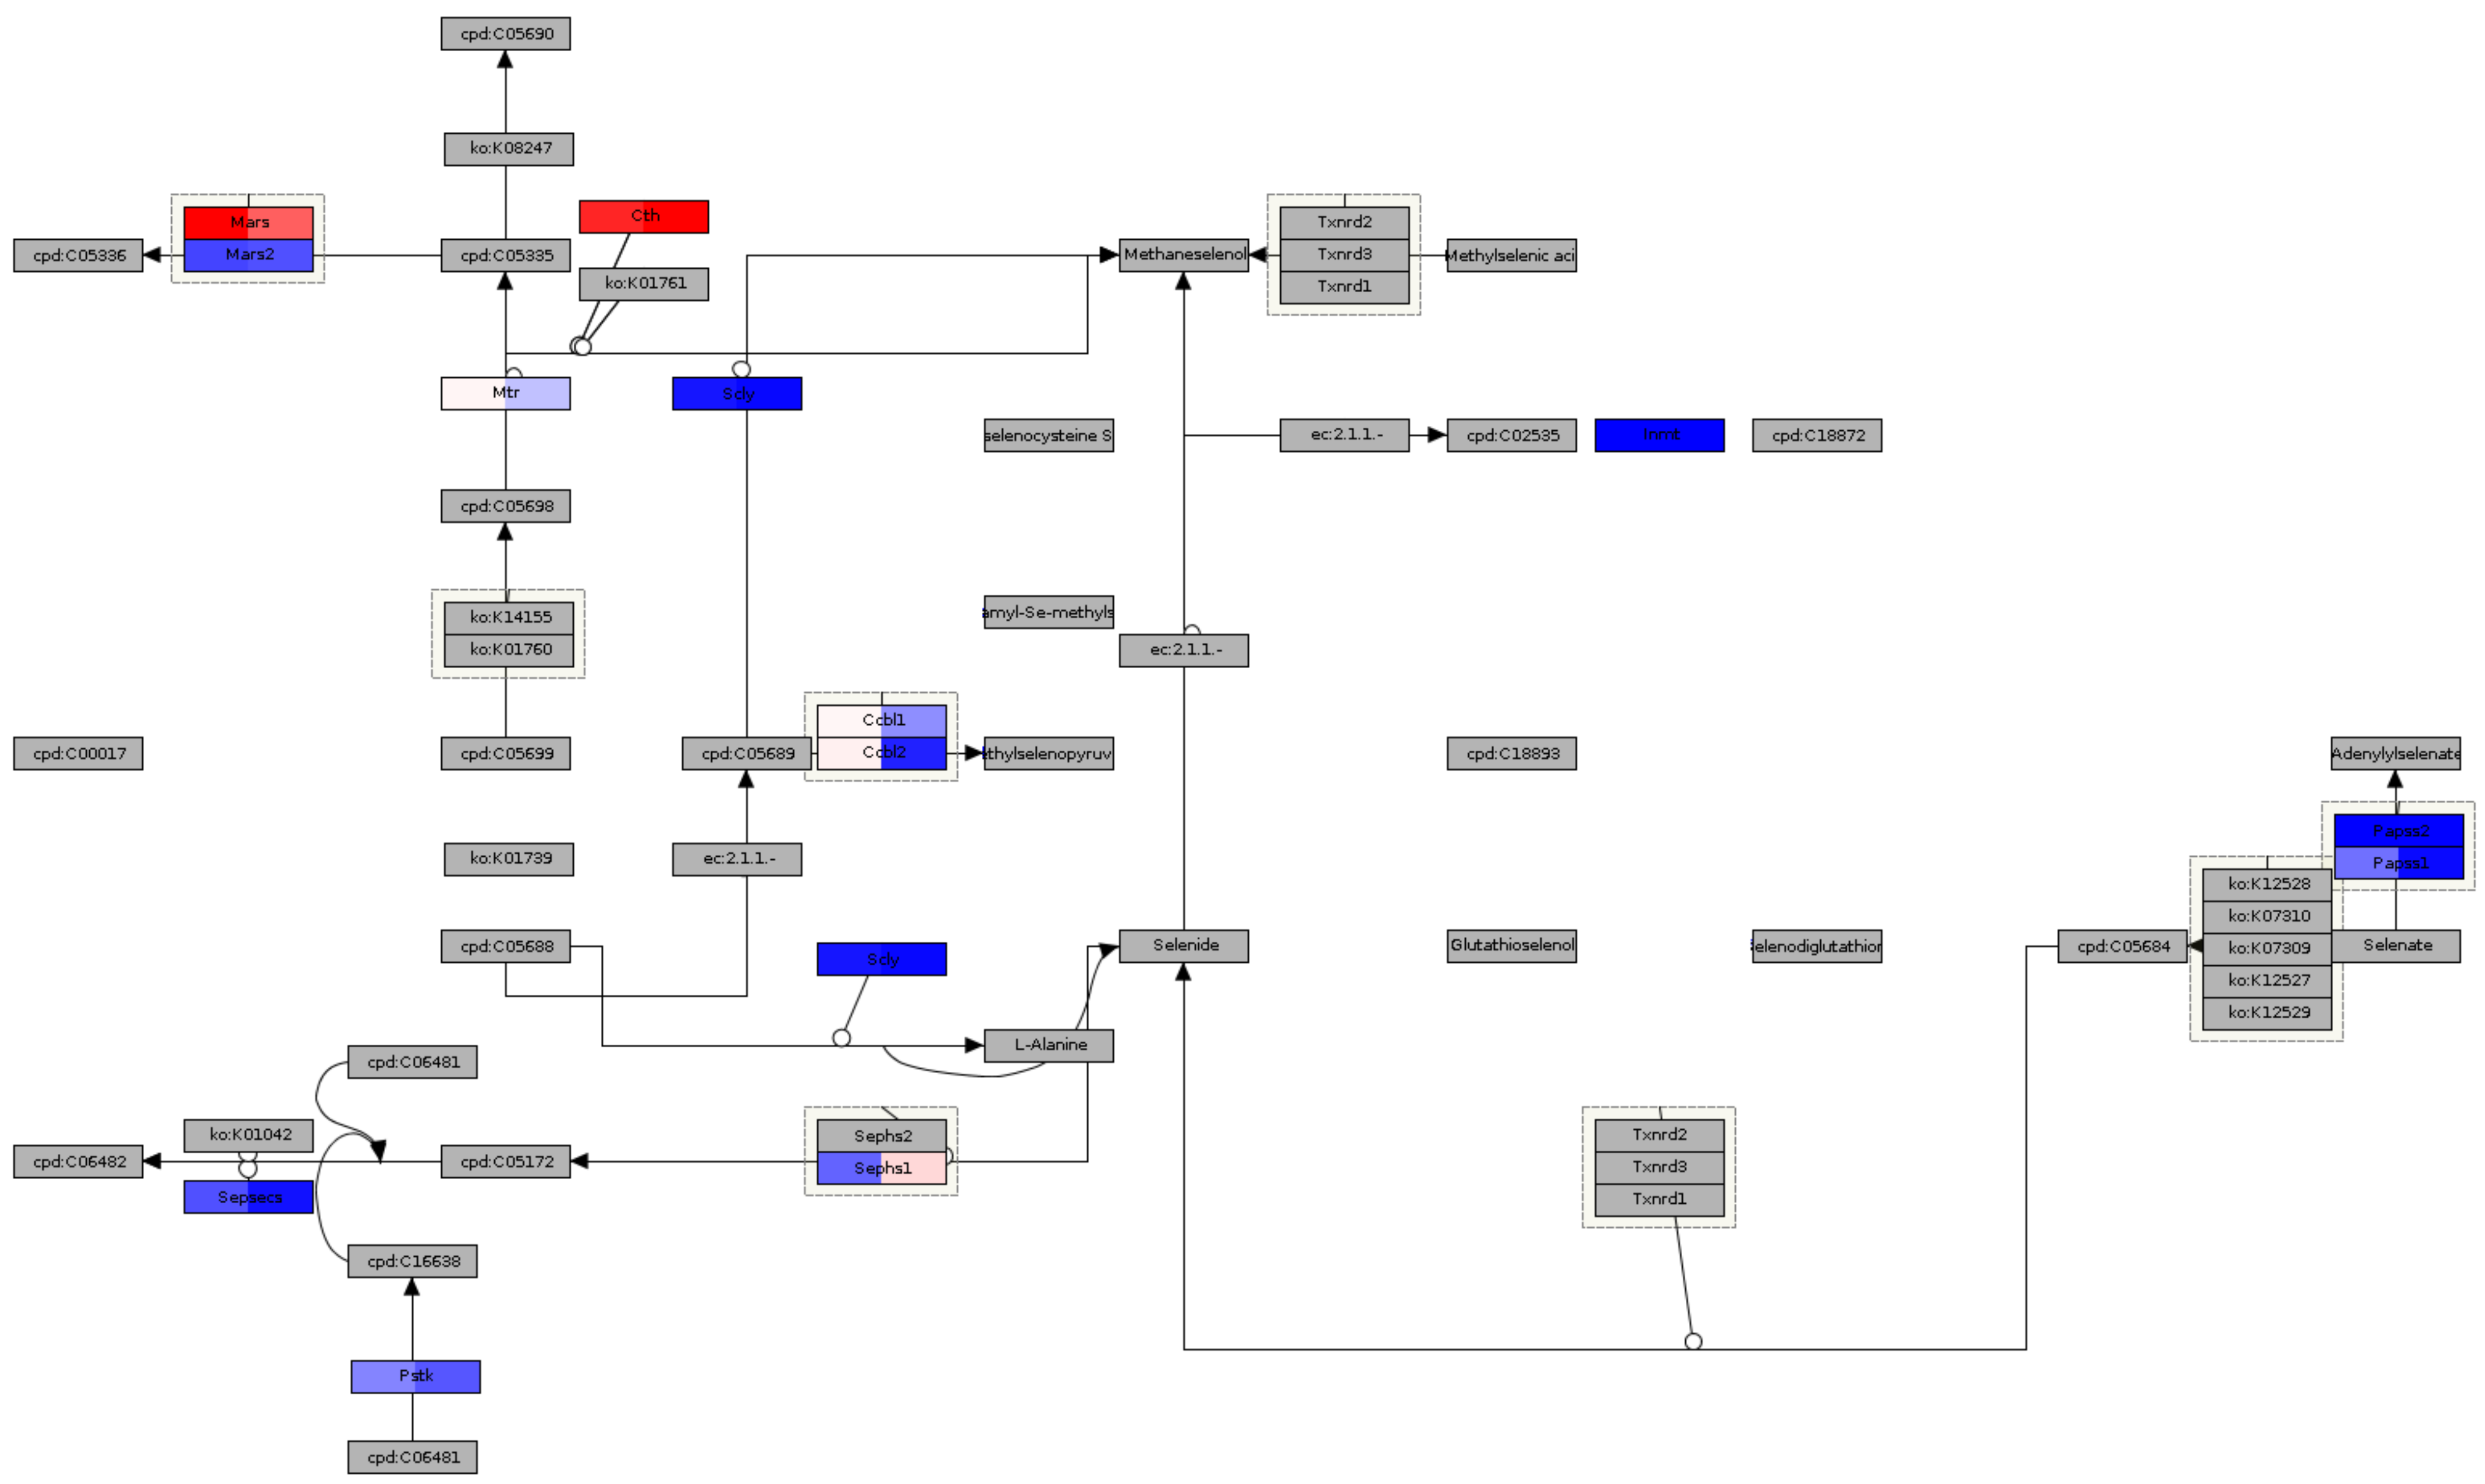 cpd:C05690
ko:K08247
Cth
Mars
Mars2
Txnrd2
Txnrd3
Txnrd1
cpd:C05336
cpd:C05335
ko:K01761
Methaneselenol
Methylselenic aci
Mtr
Scly
selenocysteine S
ec:2.1.1.-
cpd:C02535
Inmt
cpd:C18872
cpd:C05698
ko:K14155
ko:K01760
amyl-Se-methyls
ec:2.1.1.-
Ccbl1
Ccbl2
cpd:C00017
cpd:C05699
cpd:C05689
thylselenopyruv
cpd:C18893
Adenylylselenate
Papss2
Papss1
ko:K01739
ec:2.1.1.-
ko:K12528
ko:K07310
ko:K07309
ko:K12527
ko:K12529
cpd:C05688
Scly
Selenide
Glutathioselenol
elenodiglutathior
cpd:C05684
Selenate
L-Alanine
cpd:C06481
ko:K01042
Sephs2
Sephs1
Txnrd2
Txnrd3
Txnrd1
cpd:C06482
cpd:C05172
Sepsecs
cpd:C16638
Pstk
cpd:C06481